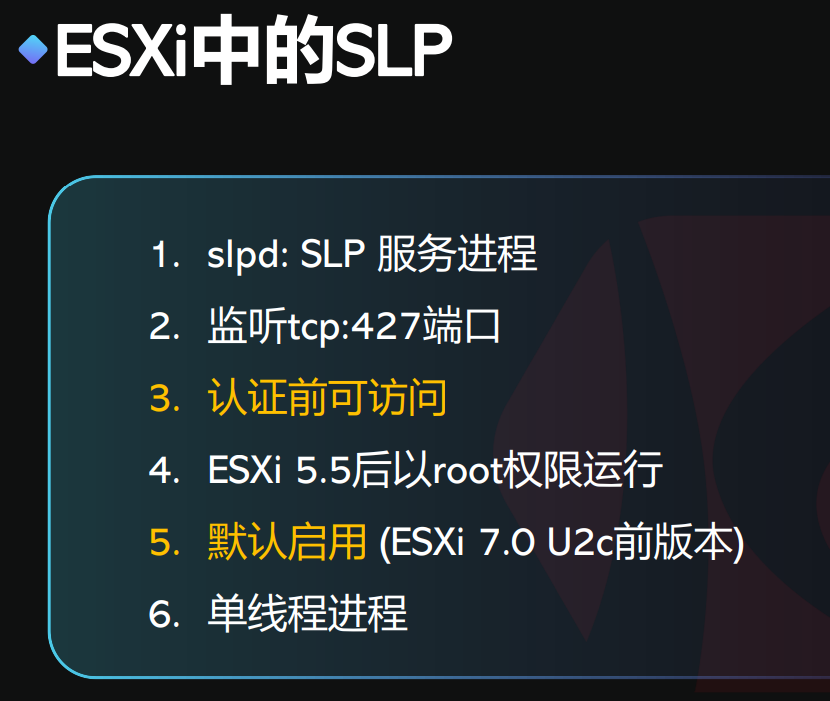 ESXi中的SLP
1. slpd: SLP 服务进程
2. 监听tcp:427端口
3. 认证前可访问
4. ESXi 5.5后以root权限运行
5. 默认启用 (ESXi 7.0 U2c前版本)
6. 单线程进程